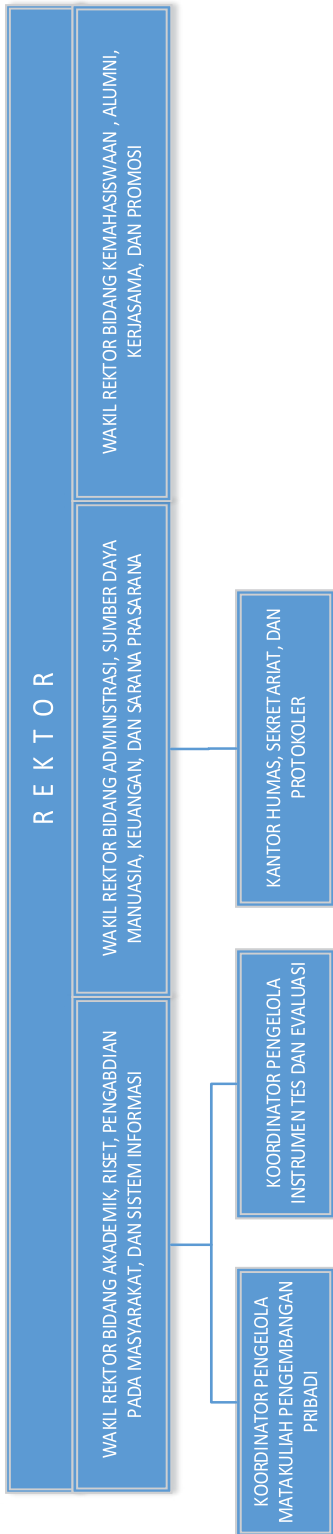 R E K T O R
WAKIL REKTOR BIDANG AKADEMIK, RISET, PENGABDIAN
PADA MASYARAKAT, DAN SISTEM INFORMASI
WAKIL REKTOR BIDANG ADMINISTRASI, SUMBER DAYA
MANUASIA, KEUANGAN, DAN SARANA PRASARANA
WAKIL REKTOR BIDANG KEMAHASISWAAN , ALUMNI,
KERJASAMA, DAN PROMOSI
KOORDINATOR PENGELOLA
MATAKULIAH PENGEMBANGAN
PRIBADI
KOORDINATOR PENGELOLA
INSTRUMEN TES DAN EVALUASI
KANTOR HUMAS, SEKRETARIAT, DAN
PROTOKOLER